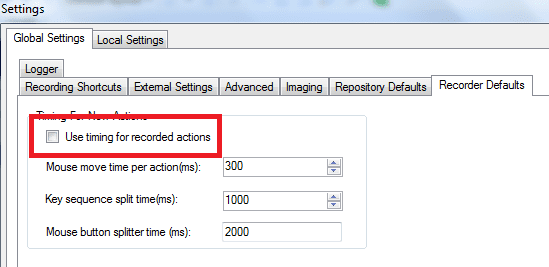 Settings
Global Settings Local Settings
Logger
Recording Shortcuts External Settings Advanced Imaging Repository Defaults Recorder Defaults
Timing For New Actions
Use timing for recorded actions
Mouse move time per action(ms): 300
Key sequence split time(ms): 1000
Mouse button splitter time (ms): 2000